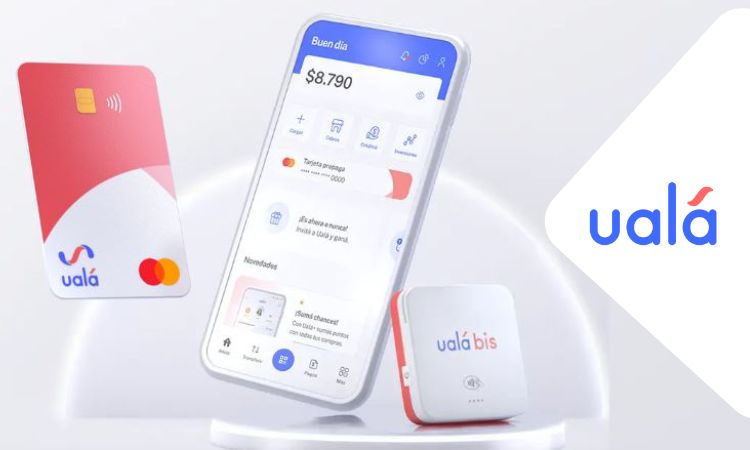 Buen día
$8.790
Cargar
Cobros
Créditos
Inversiones
Tarjeta prepaga
**** **** **** 0000
¡Es ahora o nunca!
Invitá a Ualá y ganá.
Novedades
¡Sumá chances!
Con Ualá+ sumás puntos
con todas tus compras.
Inicio
Transferir
Pagos
Más
ualá
ualá bis
ualá